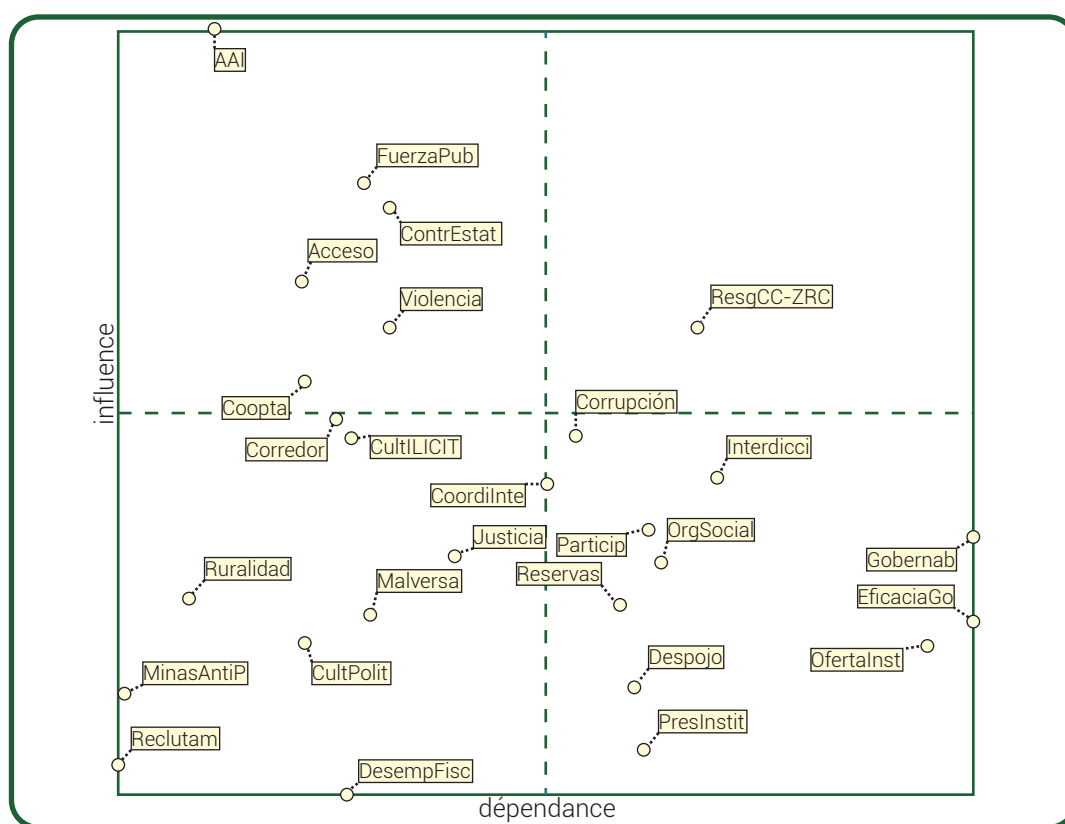 AAI
FuerzaPub
ContrEstat
Acceso
Violencia
ResgCC-ZRC
influence
Coopta
Corrupción
Corredor
CultILICIT
Interdicci
CoordiInte
Justicia
Particip
OrgSocial
Gobernab
Ruralidad
Malversa
Reservas
EficaciaGo
MinasAntiP
CultPolit
Despojo
OfertaInst
Reclutam
PresInstit
DesempFisc
dépendance